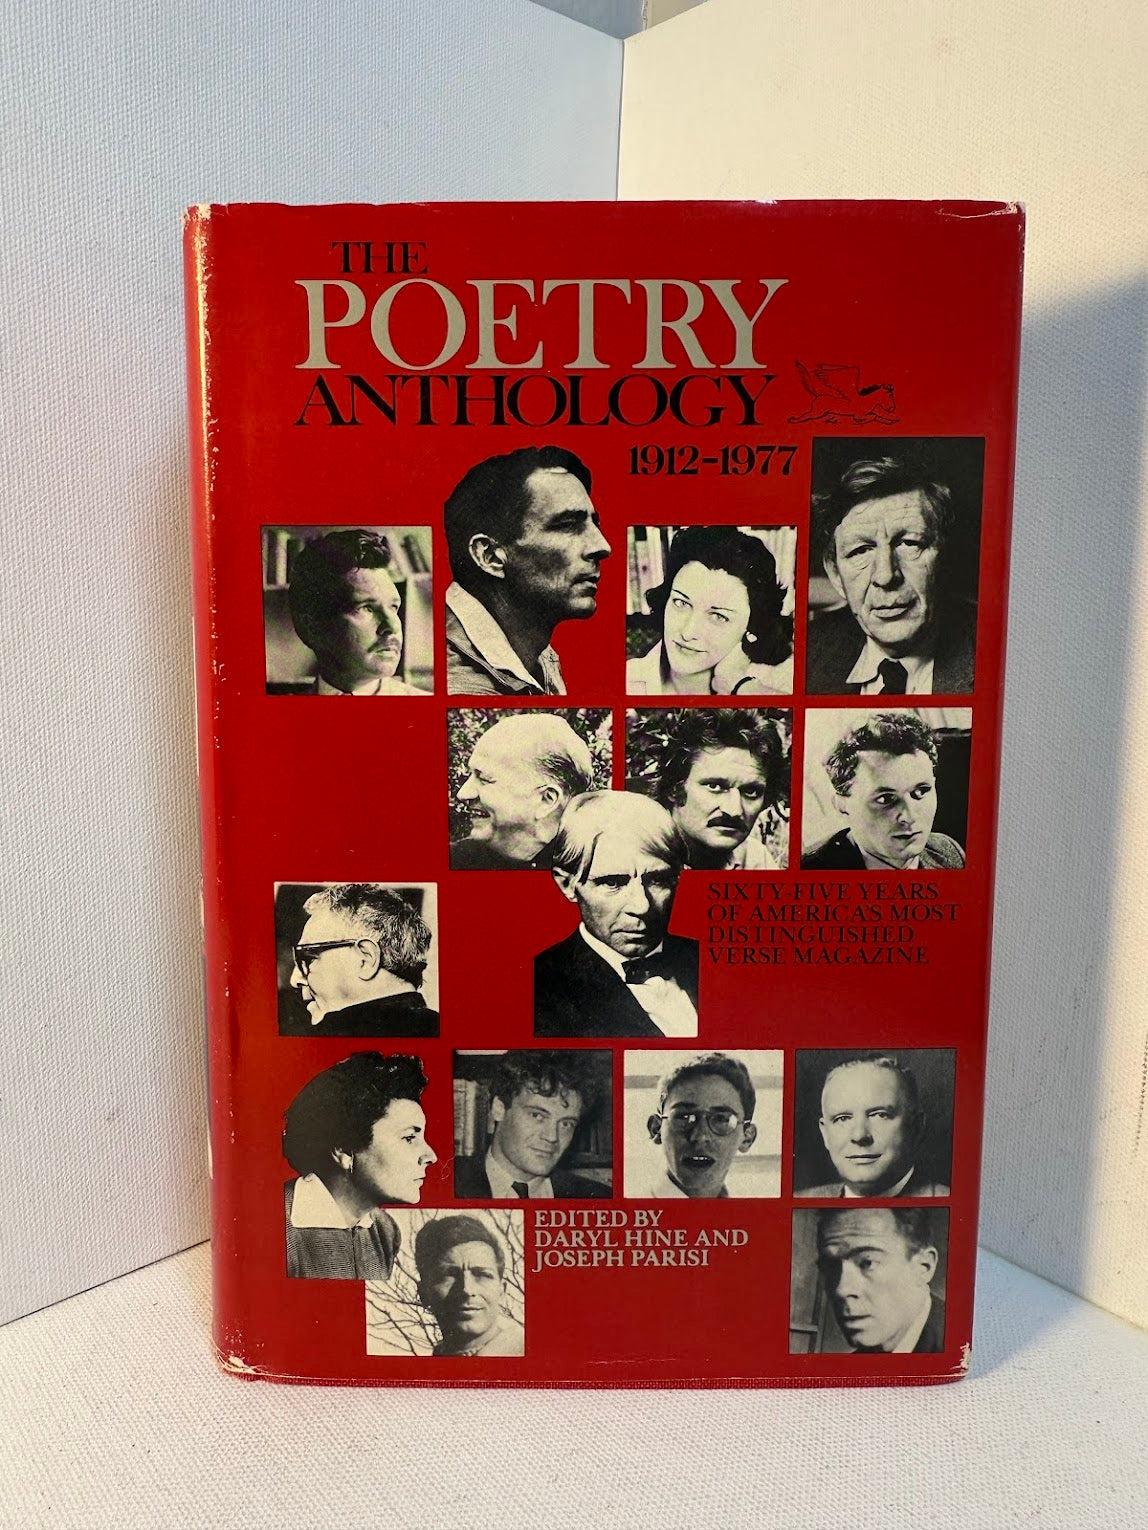 THE
POETRY
ANTHOLOGY
1912-1977
SIXTY-FIVE YEARS
OF AMERICA'S MOST
DISTINGUISHED
VERSE MAGAZINE
EDITED BY
DARYL HINE AND
JOSEPH PARISI